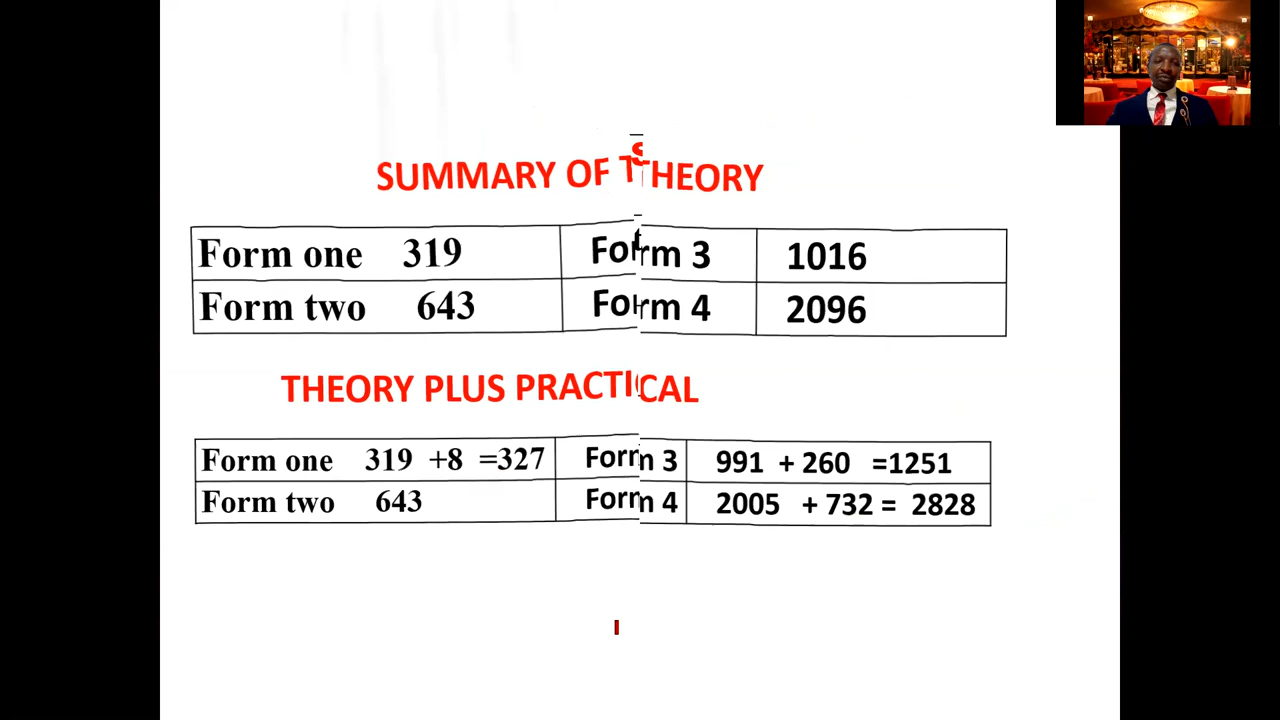 SUMMARY OF THEORY
Form one 319 Form 3 1016
Form two 643 Form 4 2096
THEORY PLUS PRACTICAL
Form one 319 +8 =327 Form 3 991 + 260 =1251
Form two 643 Form 4 2005 + 732 = 2828